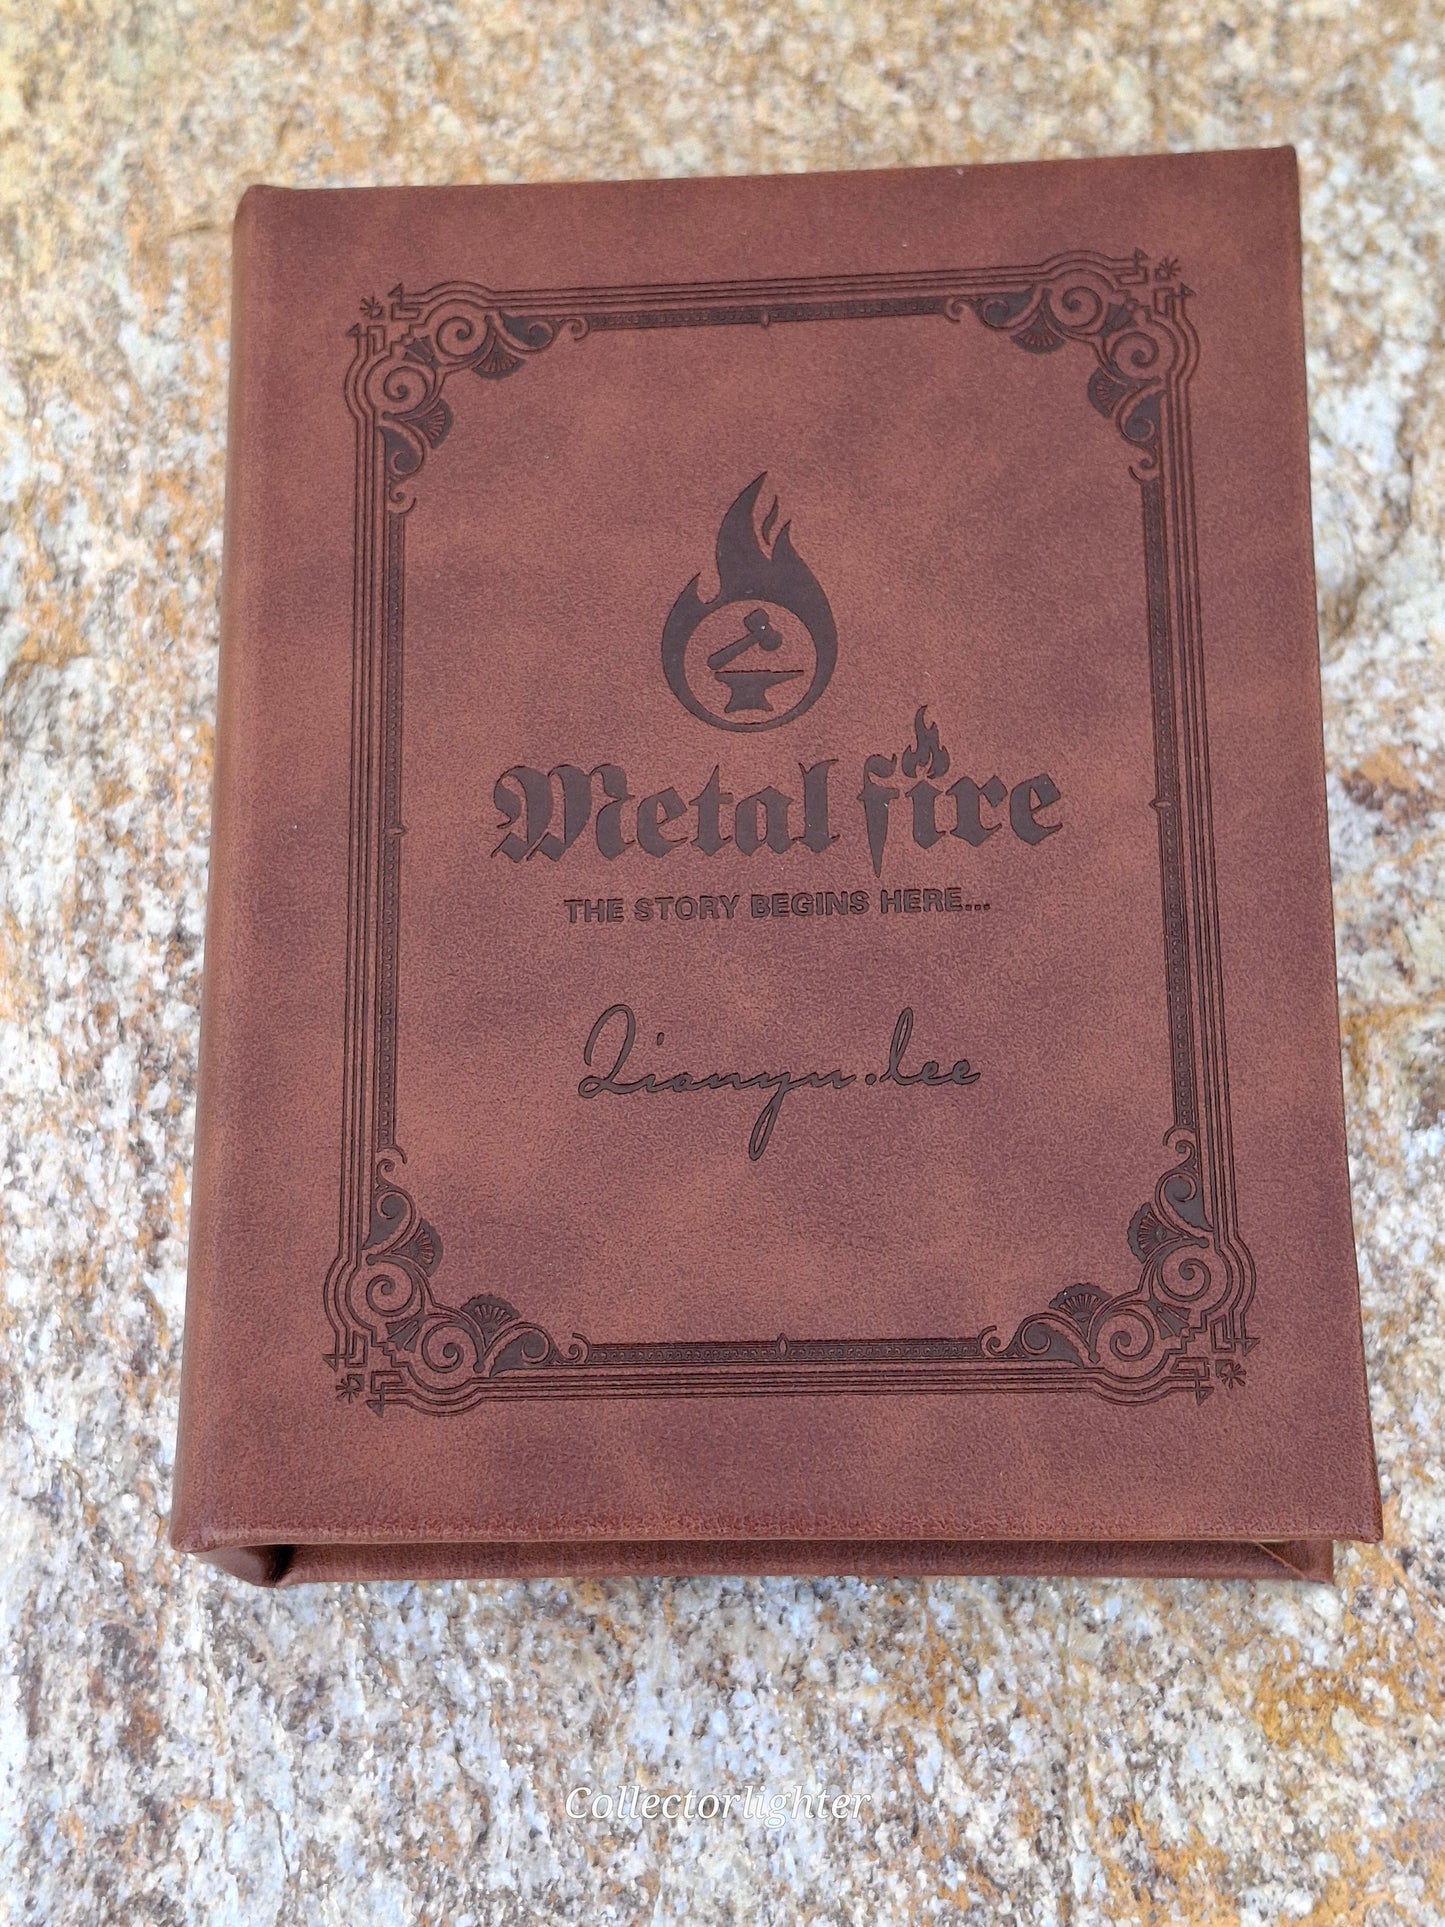 Metal fire
THE STORY BEGINS HERE...
Qianyu.lee
Collectorlighter